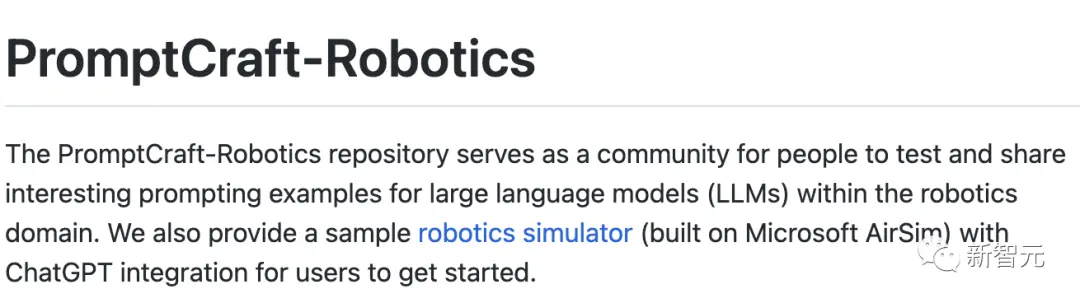 PromptCraft-Robotics
The PromptCraft-Robotics repository serves as a community for people to test and share
interesting prompting examples for large language models (LLMs) within the robotics
domain. We also provide a sample robotics simulator (built on Microsoft AirSim) with
ChatGPT integration for users to get started.
新智元